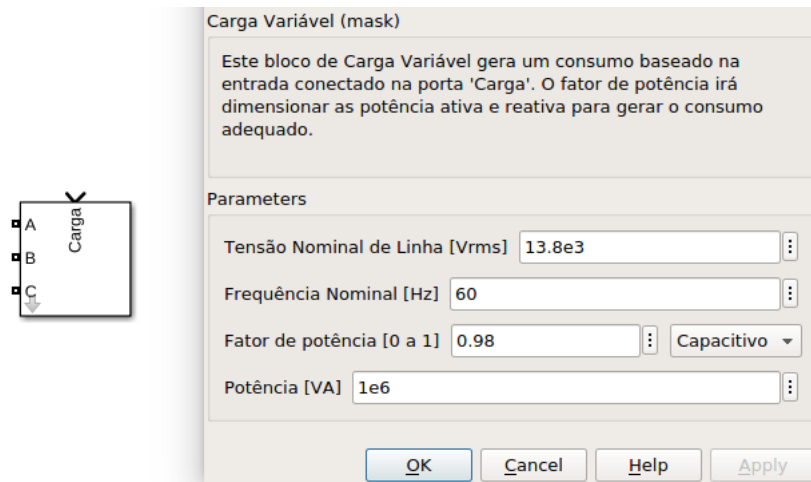 Carga Variável (mask)
Este bloco de Carga Variável gera um consumo baseado na
entrada conectado na porta 'Carga'. O fator de potência irá
dimensionar as potência ativa e reativa para gerar o consumo
adequado.
Carga
A
B
C
Parameters
Tensão Nominal de Linha [Vrms] 13.8e3
Frequência Nominal [Hz] 60
Fator de potência [0 a 1] 0.98 Capacitivo
Potência [VA] 1e6
OK Cancel Help Apply